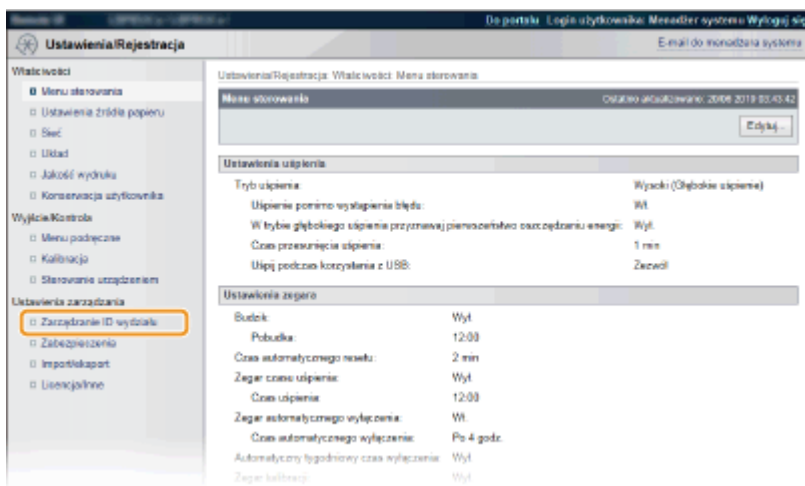 Do portalu Login użytkownika: Menedżer systemu Wyloguj się
Ustawienia/Rejestracja
E-mail do menedżera systemu
Właściwości
Menu sterowania
Ustawienia źródła papieru
Sieć
Układ
Jakość wydruku
Konserwacja użytkownika
Wyjście/Kontrola
Menu podręczne
Kalibracja
Sterowanie urządzeniem
Ustawienia zarządzania
Zarządzanie ID wydziału
Zabezpieczenia
Import/eksport
Licencja/Inne
Ustawienia/Rejestracja: Właściwości: Menu sterowania
Menu sterowania
Ostatnio aktualizowano: 20/06 2019 03:43:42
Edytuj...
Ustawienia uśpienia
Tryb uśpienia: Wysoki (Głębokie uśpienie)
Uśpienie pomimo wystąpienia błędu: Wł.
W trybie głębokiego uśpienia przyznawaj pierwszeństwo oszczędzaniu energii: Wył.
Czas przesunięcia uśpienia: 1 min
Uśpij podczas korzystania z USB: Zezwól
Ustawienia zegara
Budzik: Wył.
Pobudka: 12:00
Czas automatycznego resetu: 2 min
Zegar czasu uśpienia: Wył.
Czas uśpienia: 12:00
Zegar automatycznego wyłączenia: Wł.
Czas automatycznego wyłączenia: Po 4 godz.
Automatyczny tygodniowy czas wyłączenia: Wył.
Zegar kalibracji: Wył.